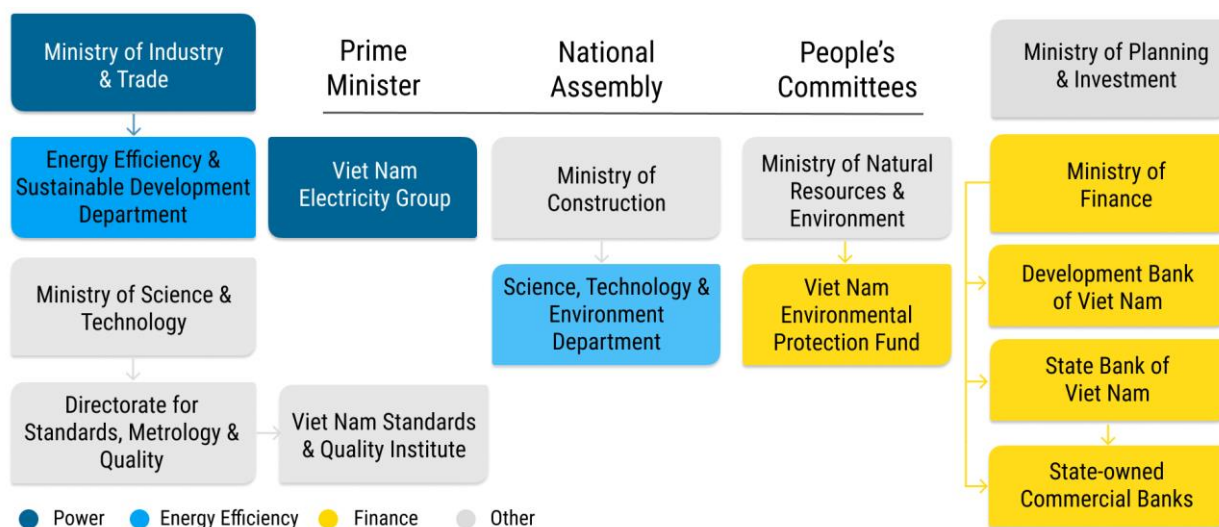 Ministry of Industry
& Trade
Prime
Minister
National
Assembly
People’s
Committees
Ministry of Planning
& Investment
Energy Efficiency &
Sustainable Development
Department
Viet Nam
Electricity Group
Ministry of
Construction
Ministry of Natural
Resources &
Environment
Ministry of
Finance
Ministry of Science &
Technology
Science, Technology &
Environment
Department
Viet Nam
Environmental
Protection Fund
Development Bank
of Viet Nam
State Bank of
Viet Nam
Directorate for
Standards, Metrology &
Quality
Viet Nam Standards
& Quality Institute
State-owned
Commercial Banks
Power
Energy Efficiency
Finance
Other